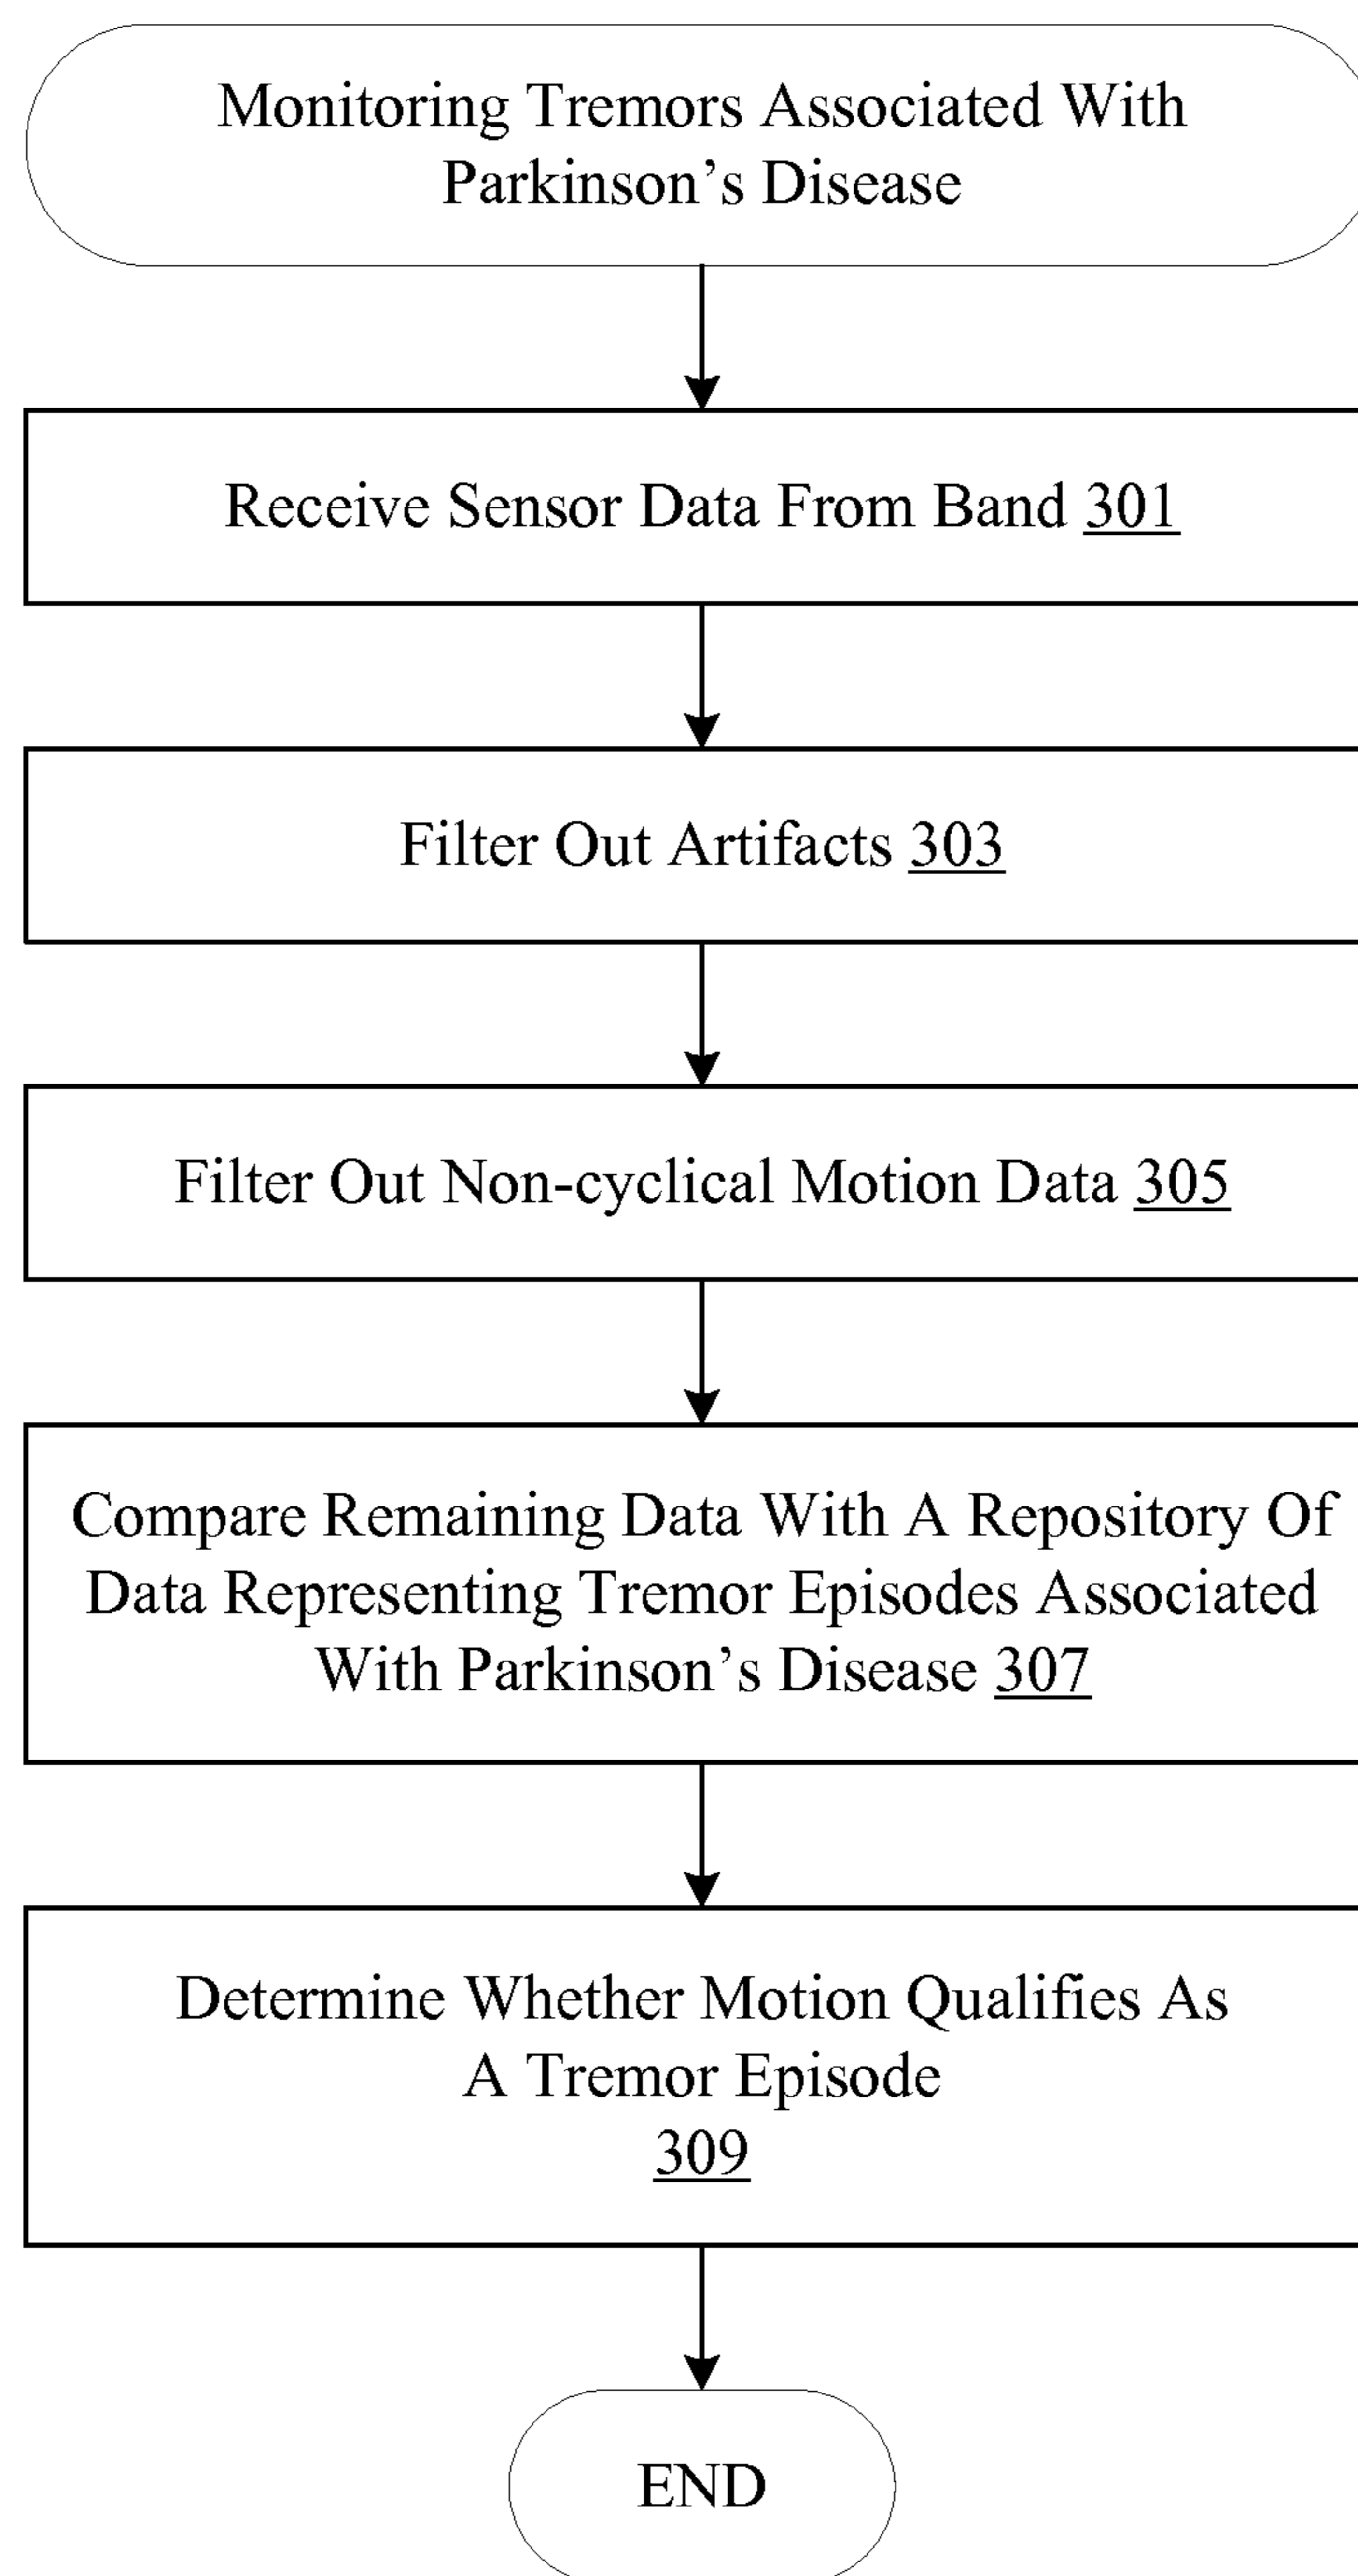 Monitoring Tremors Associated With
Parkinson’s Disease
Receive Sensor Data From Band 301
Filter Out Artifacts 303
Filter Out Non-cyclical Motion Data 305
Compare Remaining Data With A Repository Of
Data Representing Tremor Episodes Associated
With Parkinson’s Disease 307
Determine Whether Motion Qualifies As
A Tremor Episode
309
END